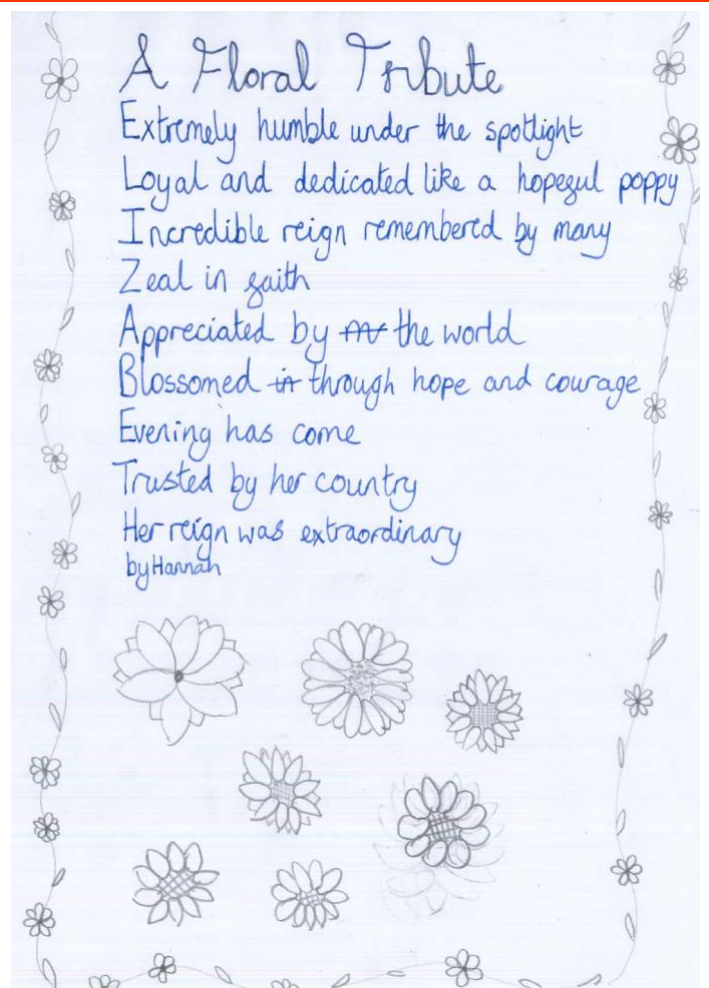 A Floral Tribute
Extremely humble under the spotlight
Loyal and dedicated like a hopeful poppy
Incredible reign remembered by many
Zeal in faith
Appreciated by the world
Blossomed in through hope and courage
Evening has come
Trusted by her country
Her reign was extraordinary
by Hannah